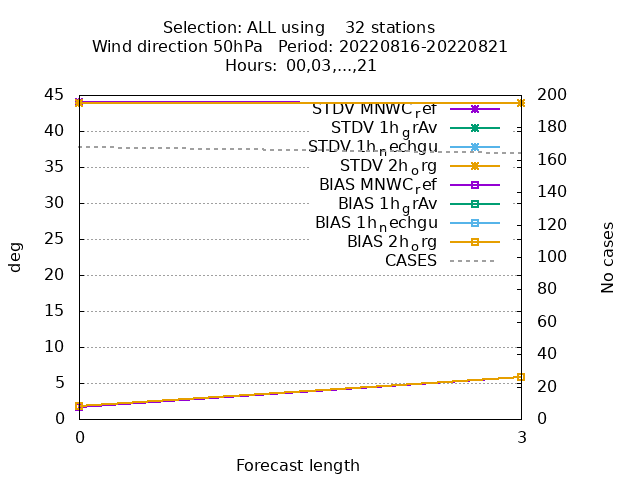 Selection: ALL using    32 stations
Wind direction 50hPa   Period: 20220816-20220821
Hours: 00,03,...,21
45
40
35
30
25
20
15
10
5
0
deg
200
180
160
140
120
100
80
60
40
20
0
No cases
STDV MNWC_ref
STDV 1h_grAv
STDV 1h_nechgu
STDV 2h_org
BIAS MNWC_ref
BIAS 1h_grAv
BIAS 1h_nechgu
BIAS 2h_org
CASES
0
3
Forecast length